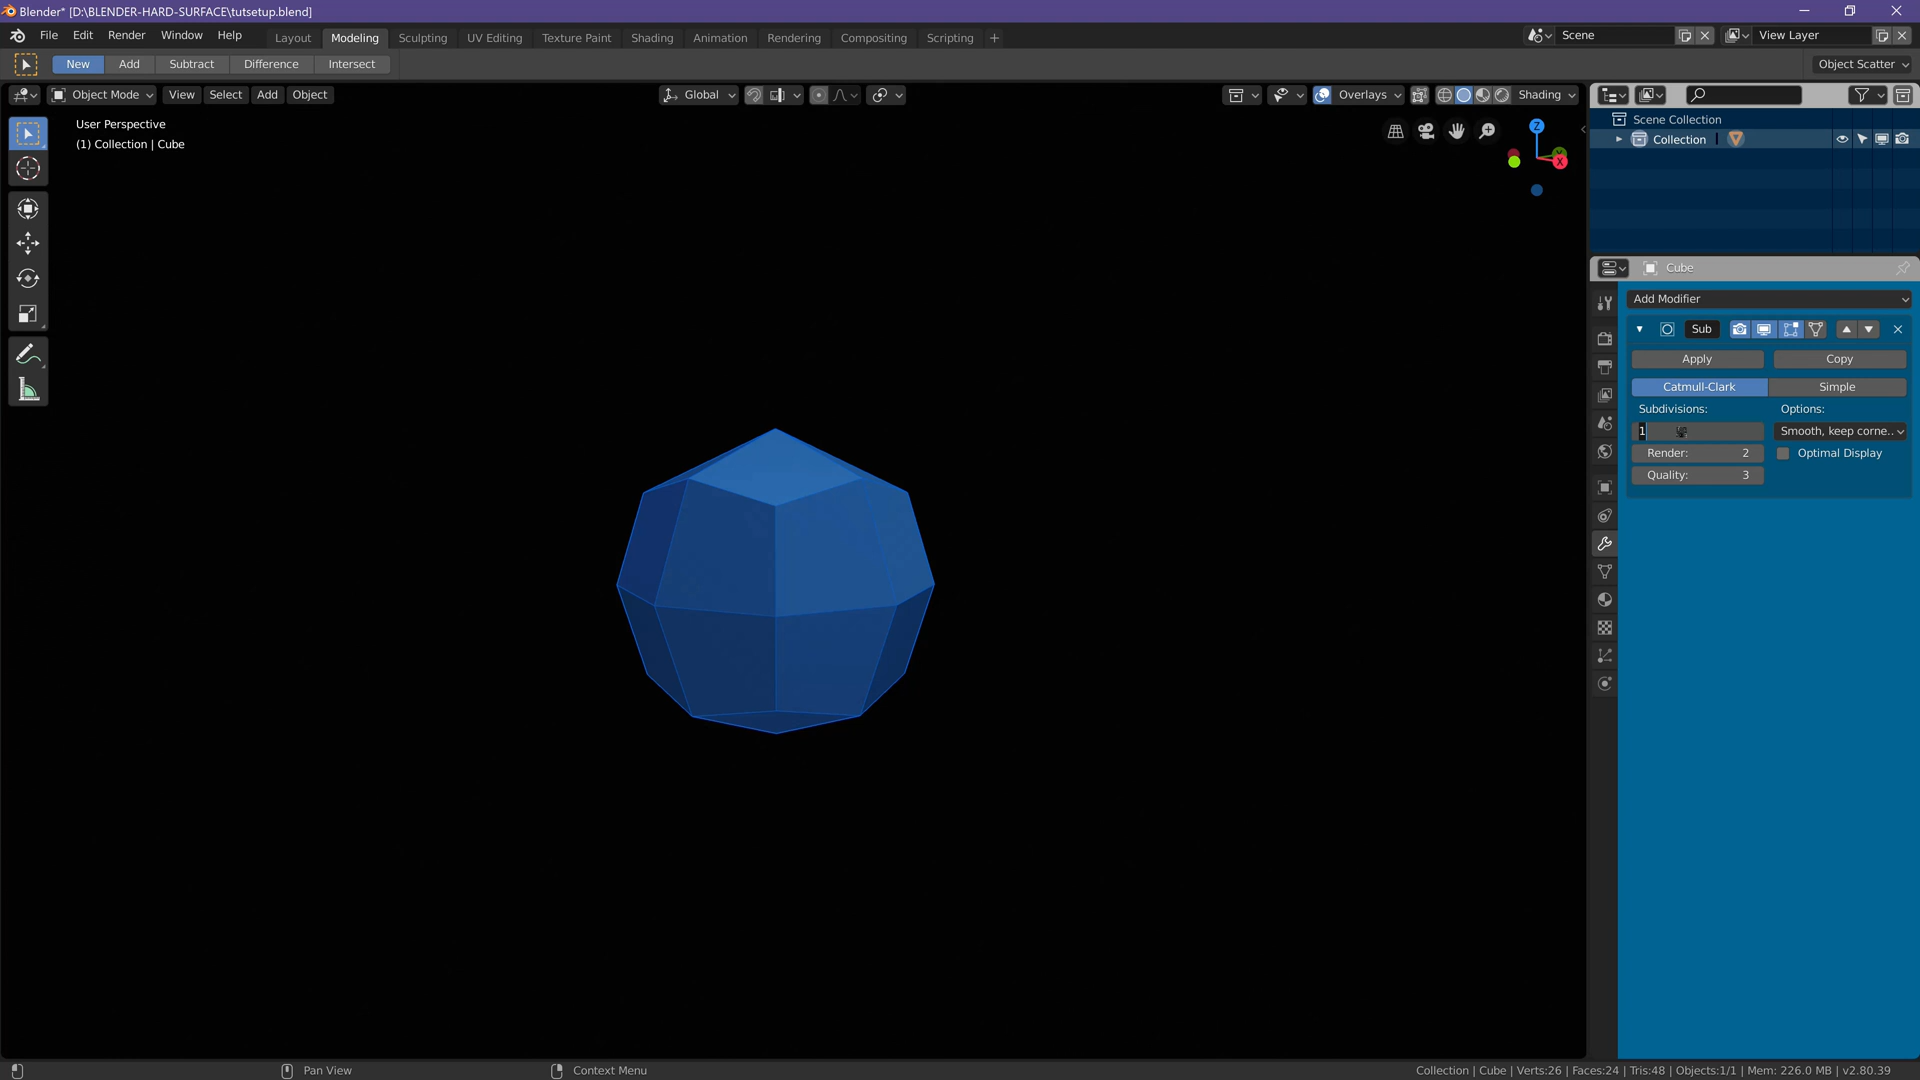 Blender* [D:\BLENDER-HARD-SURFACE\tutsetup.blend]
File Edit Render Window Help Layout Modeling Sculpting UV Editing Texture Paint Shading Animation Rendering Compositing Scripting Scene View Layer
New Add Subtract Difference Intersect Object Scatter
Object Mode View Select Add Object Global Overlays Shading
User Perspective
(1) Collection | Cube
Z
Y
X
Scene Collection
Collection
Cube
Add Modifier
Sub
Apply Copy
Catmull-Clark Simple
Subdivisions: Options:
1 Smooth, keep corne..
Render: 2 Optimal Display
Quality: 3
Pan View Context Menu Collection | Cube | Verts:26 | Faces:24 | Tris:48 | Objects:1/1 | Mem: 226.0 MB | v2.80.39